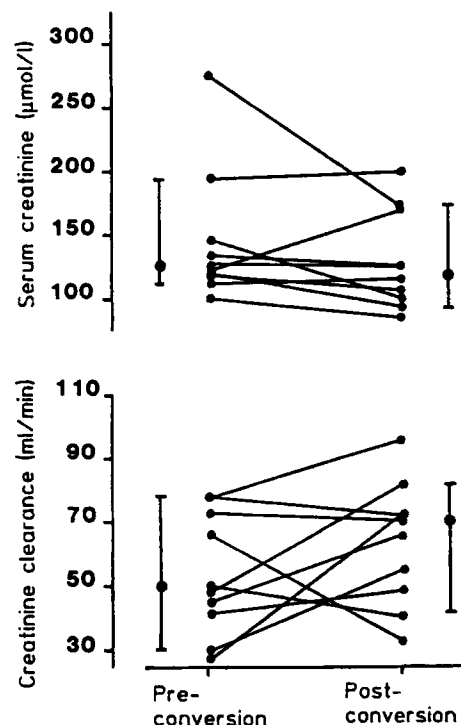 Serum creatinine (μmol/l)
300
250
200
150
100
Creatinine clearance (ml/min)
110
90
70
50
30
Pre-
conversion
Post-
conversion